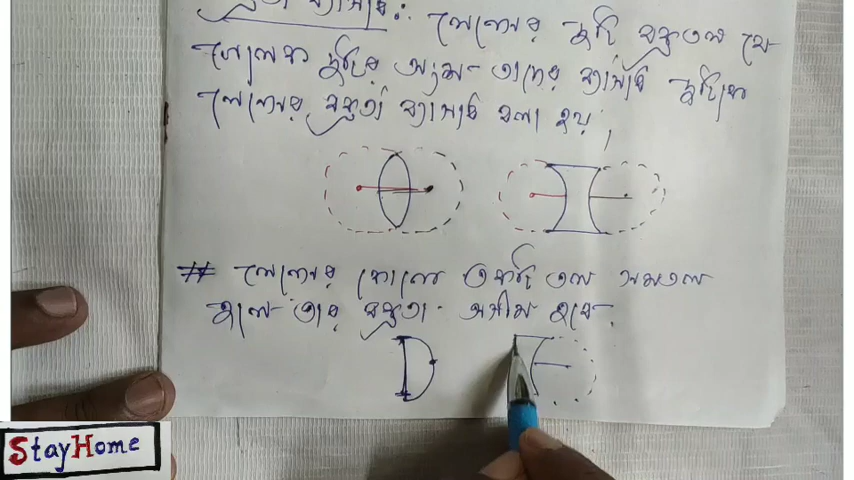 ব্যাসার্ধ: লেন্সের দুটি বক্রতল যে
গোলক দুটির অংশ তাদের ব্যাসার্ধ দুটিকে
লেন্সের বক্রতা ব্যাসার্ধ বলা হয়।
# লেন্সের কোনো একটি তল সমতল
হলে তার বক্রতা অসীম হবে.
StayHome